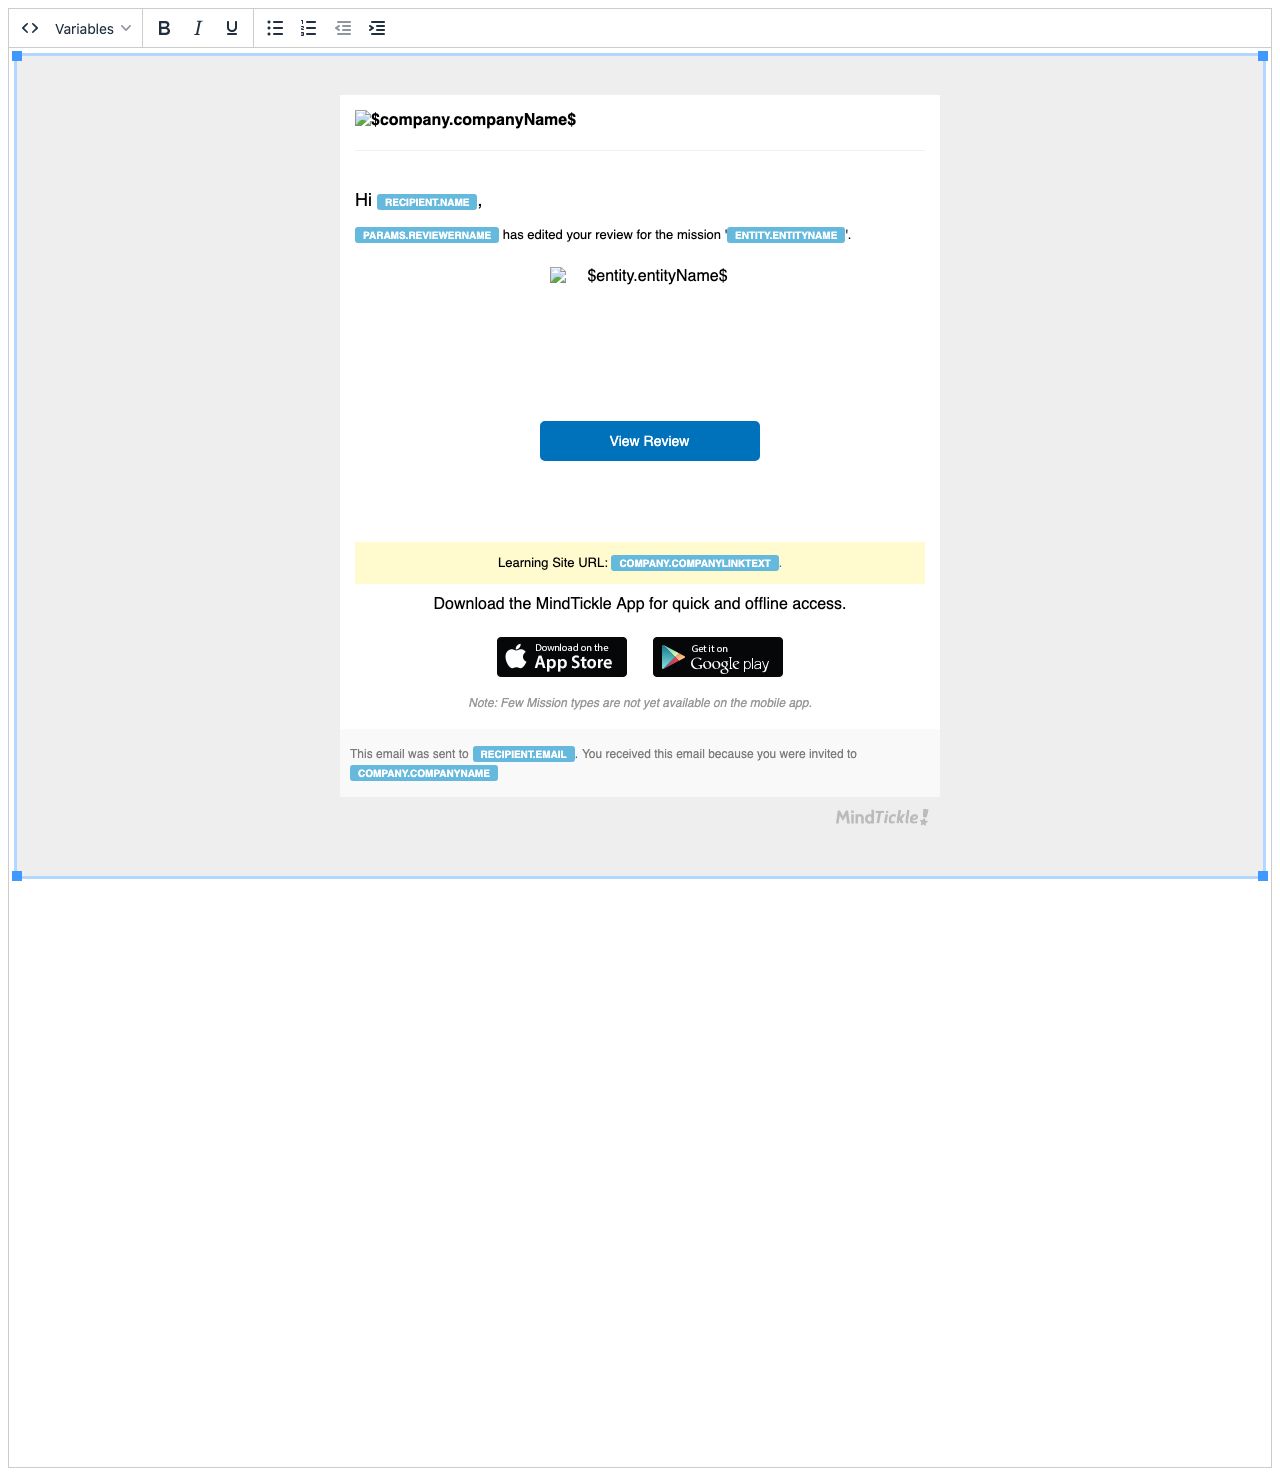 Variables
$company.companyName$
Hi RECIPIENT.NAME,
PARAMS.REVIEWERNAME has edited your review for the mission 'ENTITY.ENTITYNAME'.
$entity.entityName$
View Review
Learning Site URL: COMPANY.COMPANYLINKTEXT.
Download the MindTickle App for quick and offline access.
Download on the App Store
Get it on Google play
Note: Few Mission types are not yet available on the mobile app.
This email was sent to RECIPIENT.EMAIL. You received this email because you were invited to
COMPANY.COMPANYNAME
MindTickle!